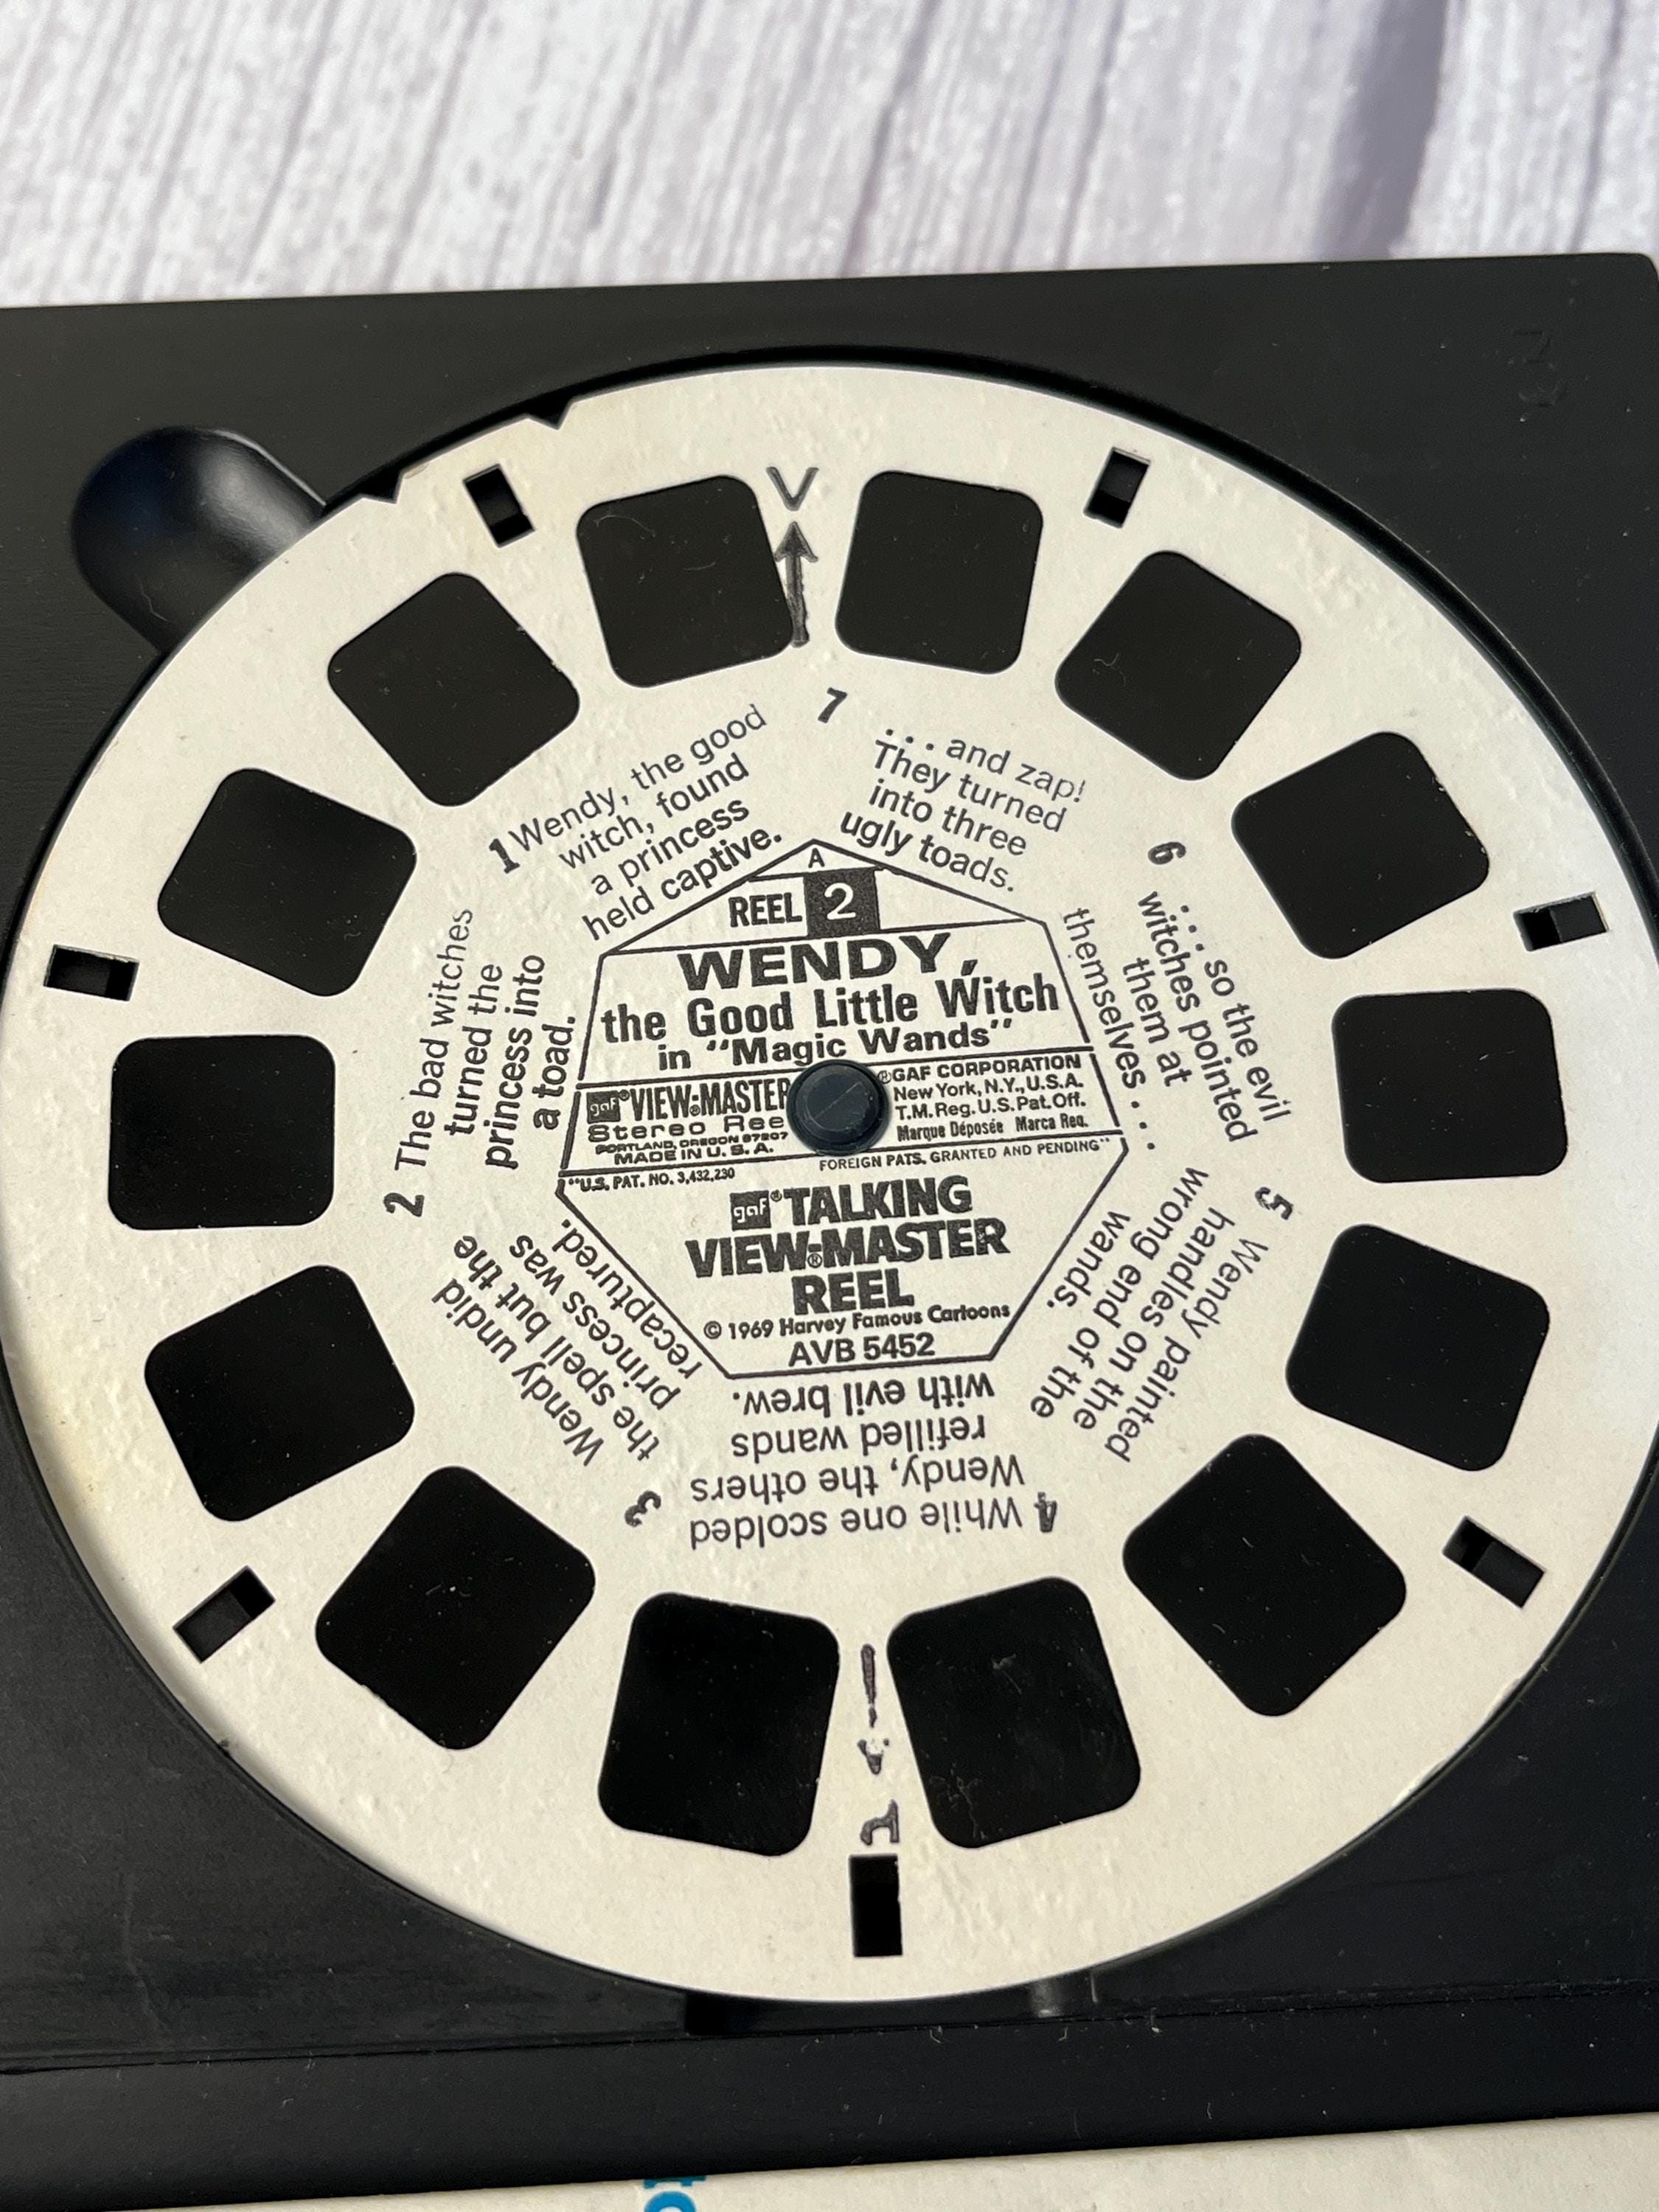 V
1 Wendy, the good
witch, found
a princess
held captive.
2 The bad witches
turned the
princess into
a toad.
3 Wendy undid
the spell but the
princess was
recaptured.
4 While one scolded
Wendy, the others
refilled wands
with evil brew.
5 Wendy painted
handles on the
wrong end of the
wands.
6 . . . so the evil
witches pointed
them at
themselves . . .
7 . . . and zap!
They turned
into three
ugly toads.
A
REEL 2
WENDY,
the Good Little Witch
in "Magic Wands"
gaf® VIEW-MASTER
Stereo Ree
PORTLAND, OREGON 97207
MADE IN U. S. A.
®GAF CORPORATION
New York, N.Y., U.S.A.
T.M. Reg. U.S. Pat. Off.
Marque Déposée Marca Req.
"U.S. PAT. NO. 3,432,230
FOREIGN PATS. GRANTED AND PENDING"
gaf® TALKING
VIEW-MASTER®
REEL
© 1969 Harvey Famous Cartoons
AVB 5452